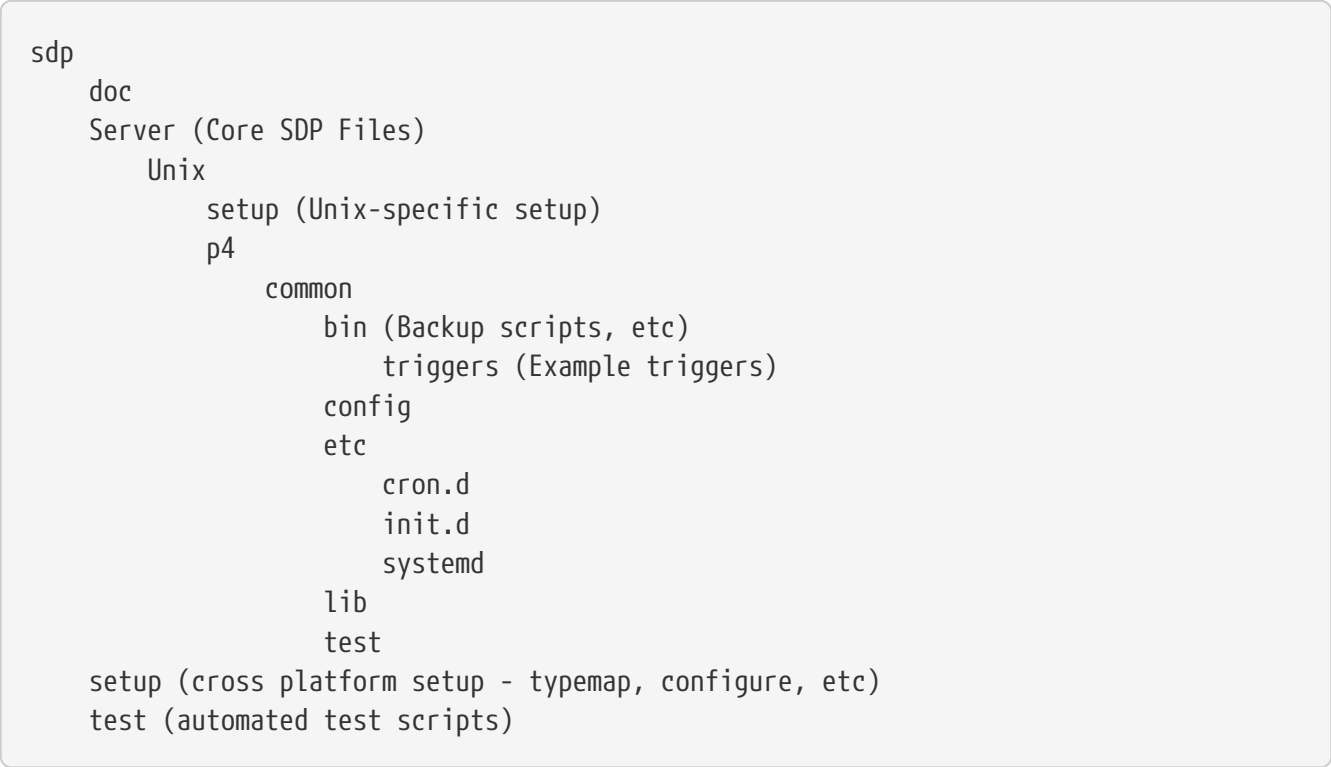 sdp
    doc
    Server (Core SDP Files)
        Unix
            setup (Unix-specific setup)
            p4
                common
                    bin (Backup scripts, etc)
                        triggers (Example triggers)
                    config
                    etc
                        cron.d
                        init.d
                        systemd
                    lib
                    test
    setup (cross platform setup - typemap, configure, etc)
    test (automated test scripts)